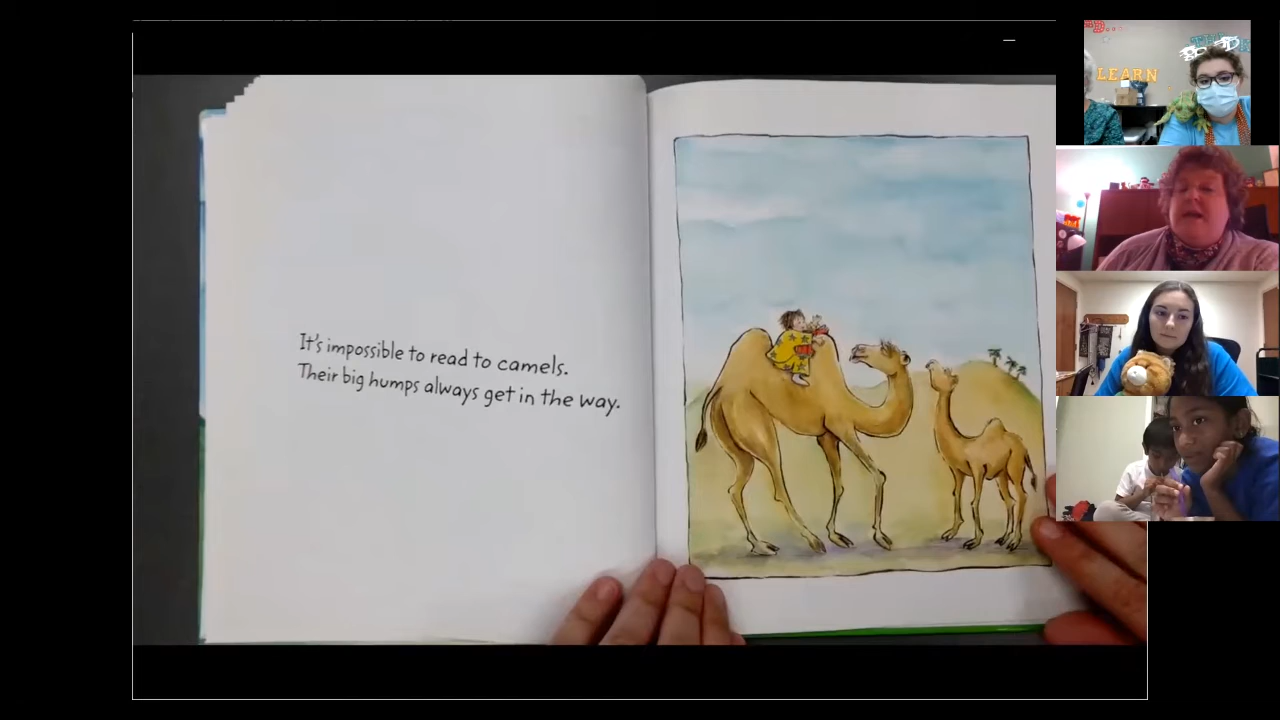 LEARN
It's impossible to read to camels.
Their big humps always get in the way.